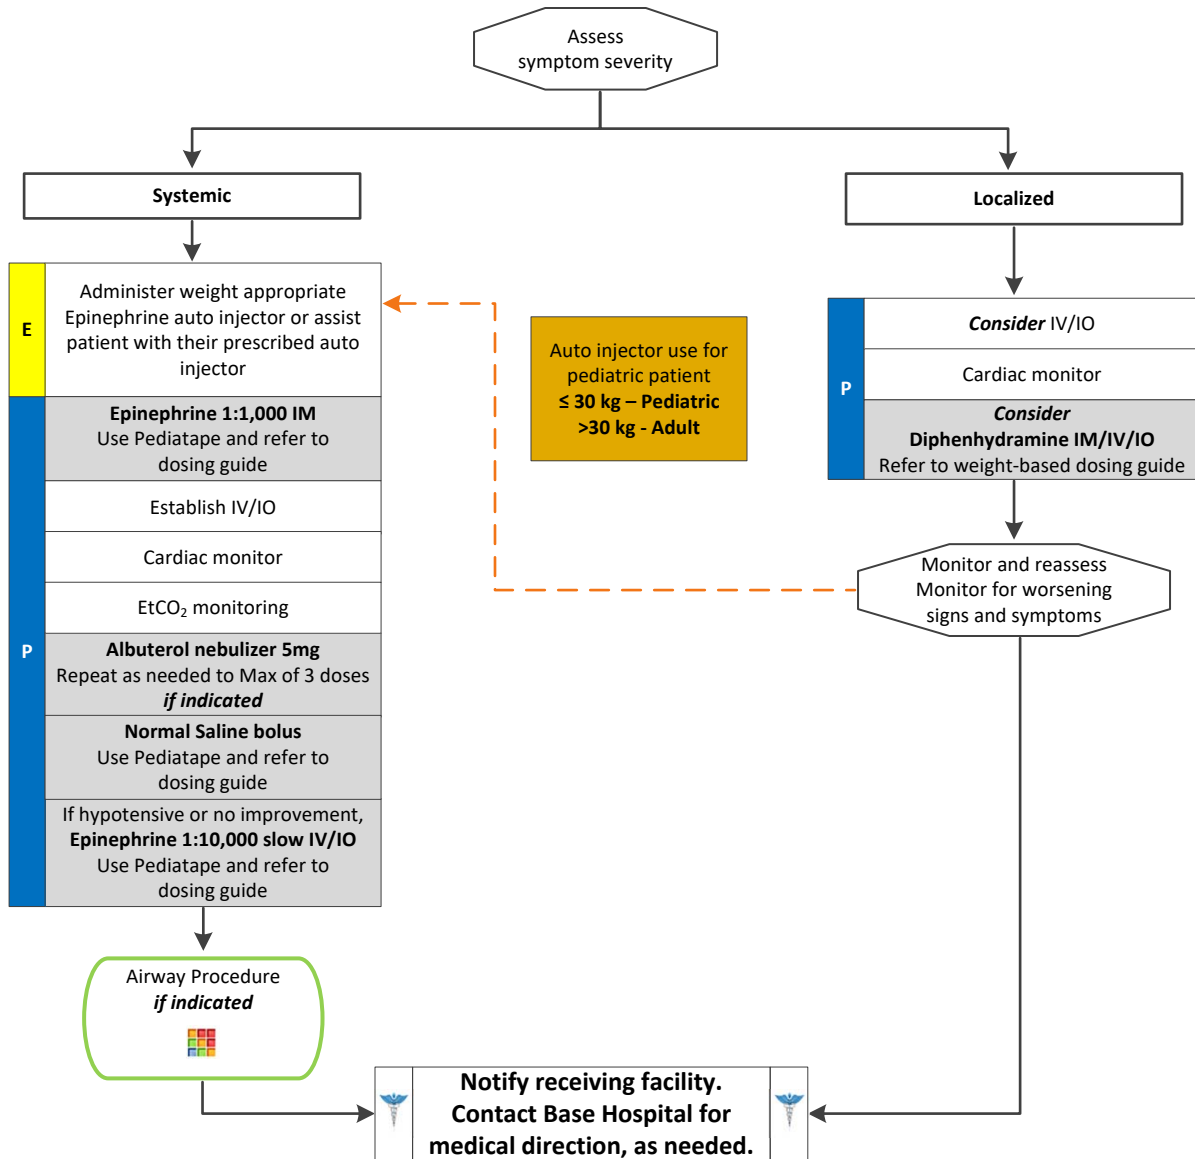 Assess
symptom severity
Systemic
Localized
E
Administer weight appropriate
Epinephrine auto injector or assist
patient with their prescribed auto
injector
P
Epinephrine 1:1,000 IM
Use Pediatape and refer to
dosing guide
Establish IV/IO
Cardiac monitor
EtCO₂ monitoring
Albuterol nebulizer 5mg
Repeat as needed to Max of 3 doses
if indicated
Normal Saline bolus
Use Pediatape and refer to
dosing guide
If hypotensive or no improvement,
Epinephrine 1:10,000 slow IV/IO
Use Pediatape and refer to
dosing guide
Auto injector use for
pediatric patient
≤ 30 kg – Pediatric
>30 kg - Adult
P
Consider IV/IO
Cardiac monitor
Consider
Diphenhydramine IM/IV/IO
Refer to weight-based dosing guide
Monitor and reassess
Monitor for worsening
signs and symptoms
Airway Procedure
if indicated
Notify receiving facility.
Contact Base Hospital for
medical direction, as needed.